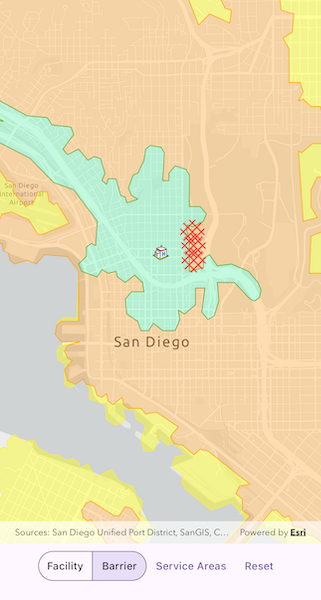 San Diego
International
Airport
San Diego
Sources: San Diego Unified Port District, SanGIS, C... Powered by Esri
Facility Barrier Service Areas Reset